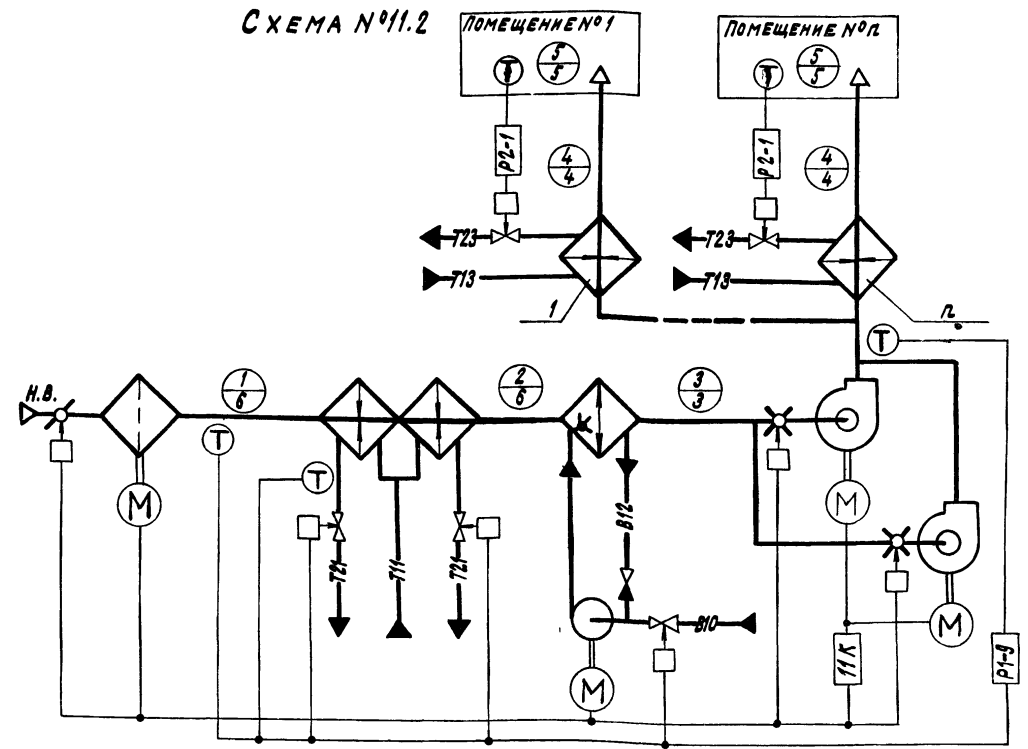 СХЕМА №11.2
ПОМЕЩЕНИЕ №1
ПОМЕЩЕНИЕ №п
Т
5
5
Т
5
5
Р2-1
4
4
Р2-1
4
4
Т23
Т23
Т13
Т13
1
п.
Т
Н.В.
1
6
2
6
3
3
Т
Т
М
М
В12
Т21
Т11
Т21
В10
М
11К
Р1-9
М